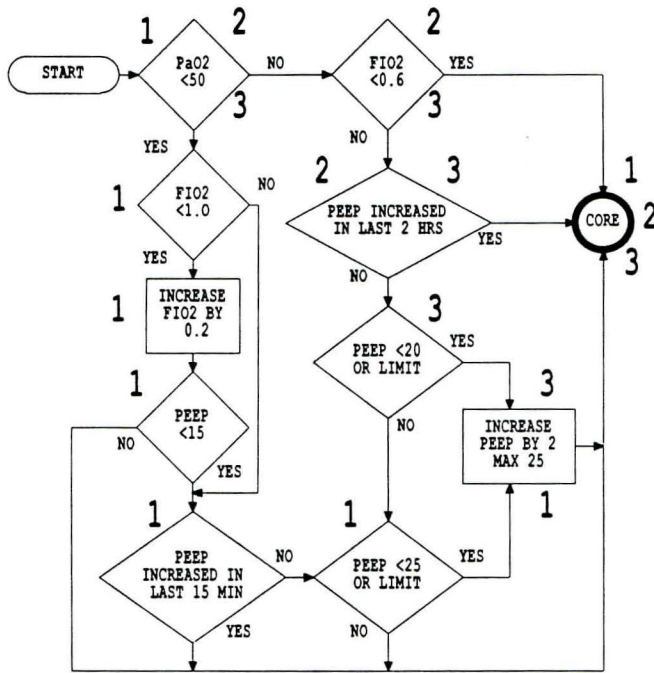 1
2
2
START
PaO2
<50
NO
FIO2
<0.6
YES
3
3
YES
NO
1
FIO2
<1.0
NO
2
3
1
PEEP INCREASED
IN LAST 2 HRS
YES
CORE
2
3
YES
NO
1
INCREASE
FIO2 BY
0.2
3
PEEP <20
OR LIMIT
YES
1
3
NO
PEEP
<15
YES
NO
INCREASE
PEEP BY 2
MAX 25
1
1
1
PEEP
INCREASED IN
LAST 15 MIN
NO
PEEP <25
OR LIMIT
YES
YES
NO